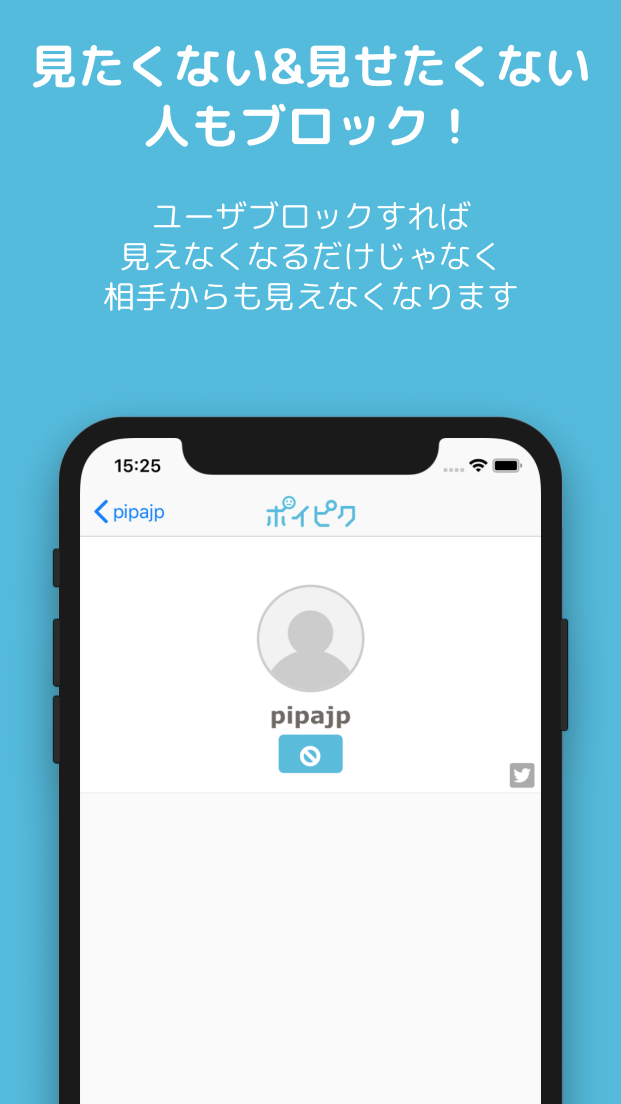 見たくない&見せたくない
人もブロック！
ユーザブロックすれば
見えなくなるだけじゃなく
相手からも見えなくなります
15:25
pipajp
ポイピク
pipajp